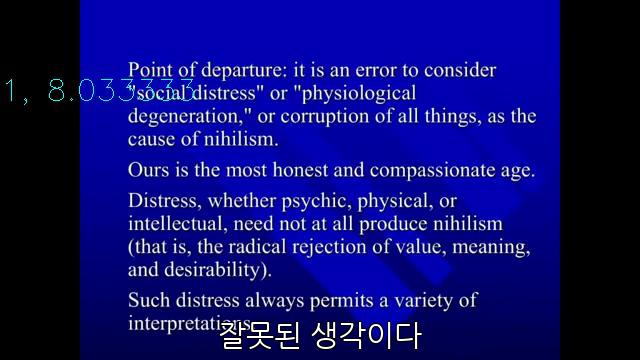 Point of departure: it is an error to consider
1, 8.033333
"social distress" or "physiological
degeneration," or corruption of all things, as the
cause of nihilism.
Ours is the most honest and compassionate age.
Distress, whether psychic, physical, or
intellectual, need not at all produce nihilism
(that is, the radical rejection of value, meaning,
and desirability).
Such distress always permits a variety of
interpretations
잘못된 생각이다